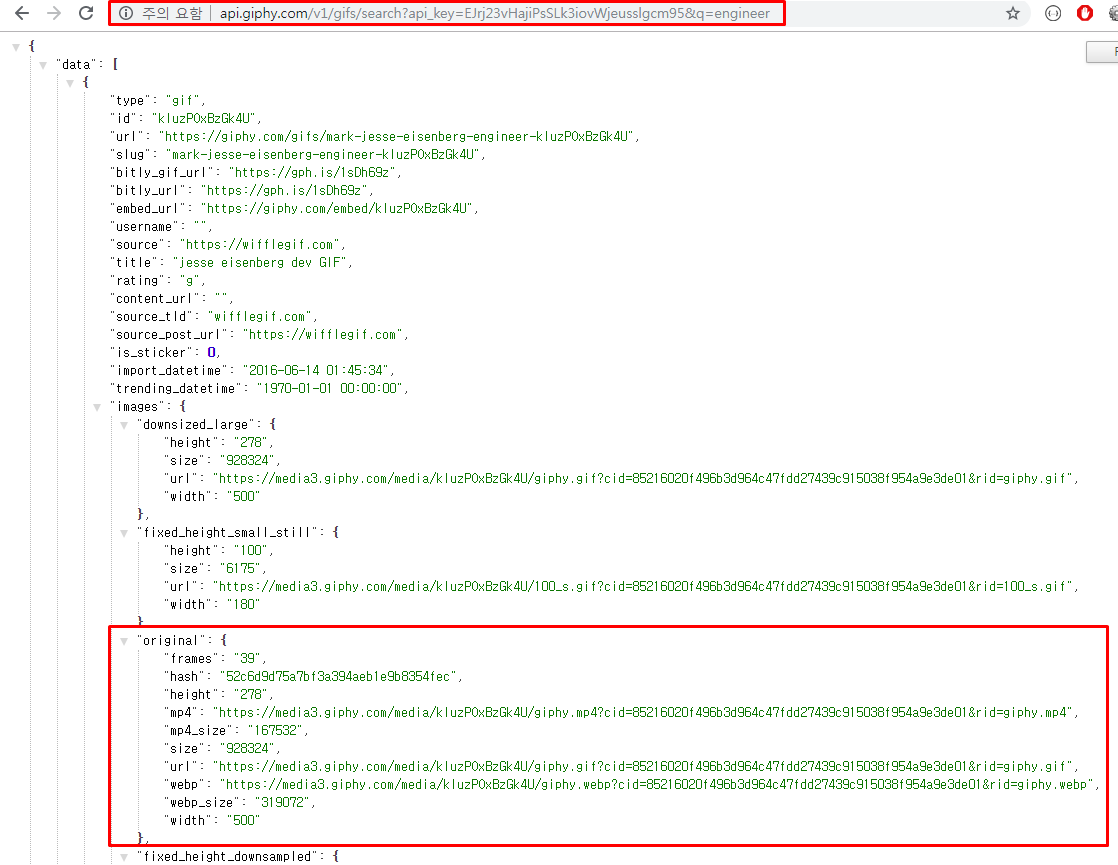 주의 요함 | api.giphy.com/v1/gifs/search?api_key=EJrj23vHajiPsSLk3iovWjeusslgcm95&q=engineer
{
"data": [
{
"type": "gif",
"id": "kluzP0xBzGk4U",
"url": "https://giphy.com/gifs/mark-jesse-eisenberg-engineer-kluzP0xBzGk4U",
"slug": "mark-jesse-eisenberg-engineer-kluzP0xBzGk4U",
"bitly_gif_url": "https://gph.is/1sDh69z",
"bitly_url": "https://gph.is/1sDh69z",
"embed_url": "https://giphy.com/embed/kluzP0xBzGk4U",
"username": "",
"source": "https://wifflegif.com",
"title": "jesse eisenberg dev GIF",
"rating": "g",
"content_url": "",
"source_tld": "wifflegif.com",
"source_post_url": "https://wifflegif.com",
"is_sticker": 0,
"import_datetime": "2016-06-14 01:45:34",
"trending_datetime": "1970-01-01 00:00:00",
"images": {
"downsized_large": {
"height": "278",
"size": "928324",
"url": "https://media3.giphy.com/media/kluzP0xBzGk4U/giphy.gif?cid=85216020f496b3d964c47fdd27439c915038f954a9e3de01&rid=giphy.gif",
"width": "500"
},
"fixed_height_small_still": {
"height": "100",
"size": "6175",
"url": "https://media3.giphy.com/media/kluzP0xBzGk4U/100_s.gif?cid=85216020f496b3d964c47fdd27439c915038f954a9e3de01&rid=100_s.gif",
"width": "180"
}
"original": {
"frames": "39",
"hash": "52c6d9d75a7bf3a394aeb1e9b8354fec",
"height": "278",
"mp4": "https://media3.giphy.com/media/kluzP0xBzGk4U/giphy.mp4?cid=85216020f496b3d964c47fdd27439c915038f954a9e3de01&rid=giphy.mp4",
"mp4_size": "167532",
"size": "928324",
"url": "https://media3.giphy.com/media/kluzP0xBzGk4U/giphy.gif?cid=85216020f496b3d964c47fdd27439c915038f954a9e3de01&rid=giphy.gif",
"webp": "https://media3.giphy.com/media/kluzP0xBzGk4U/giphy.webp?cid=85216020f496b3d964c47fdd27439c915038f954a9e3de01&rid=giphy.webp",
"webp_size": "319072",
"width": "500"
},
"fixed_height_downsampled": {